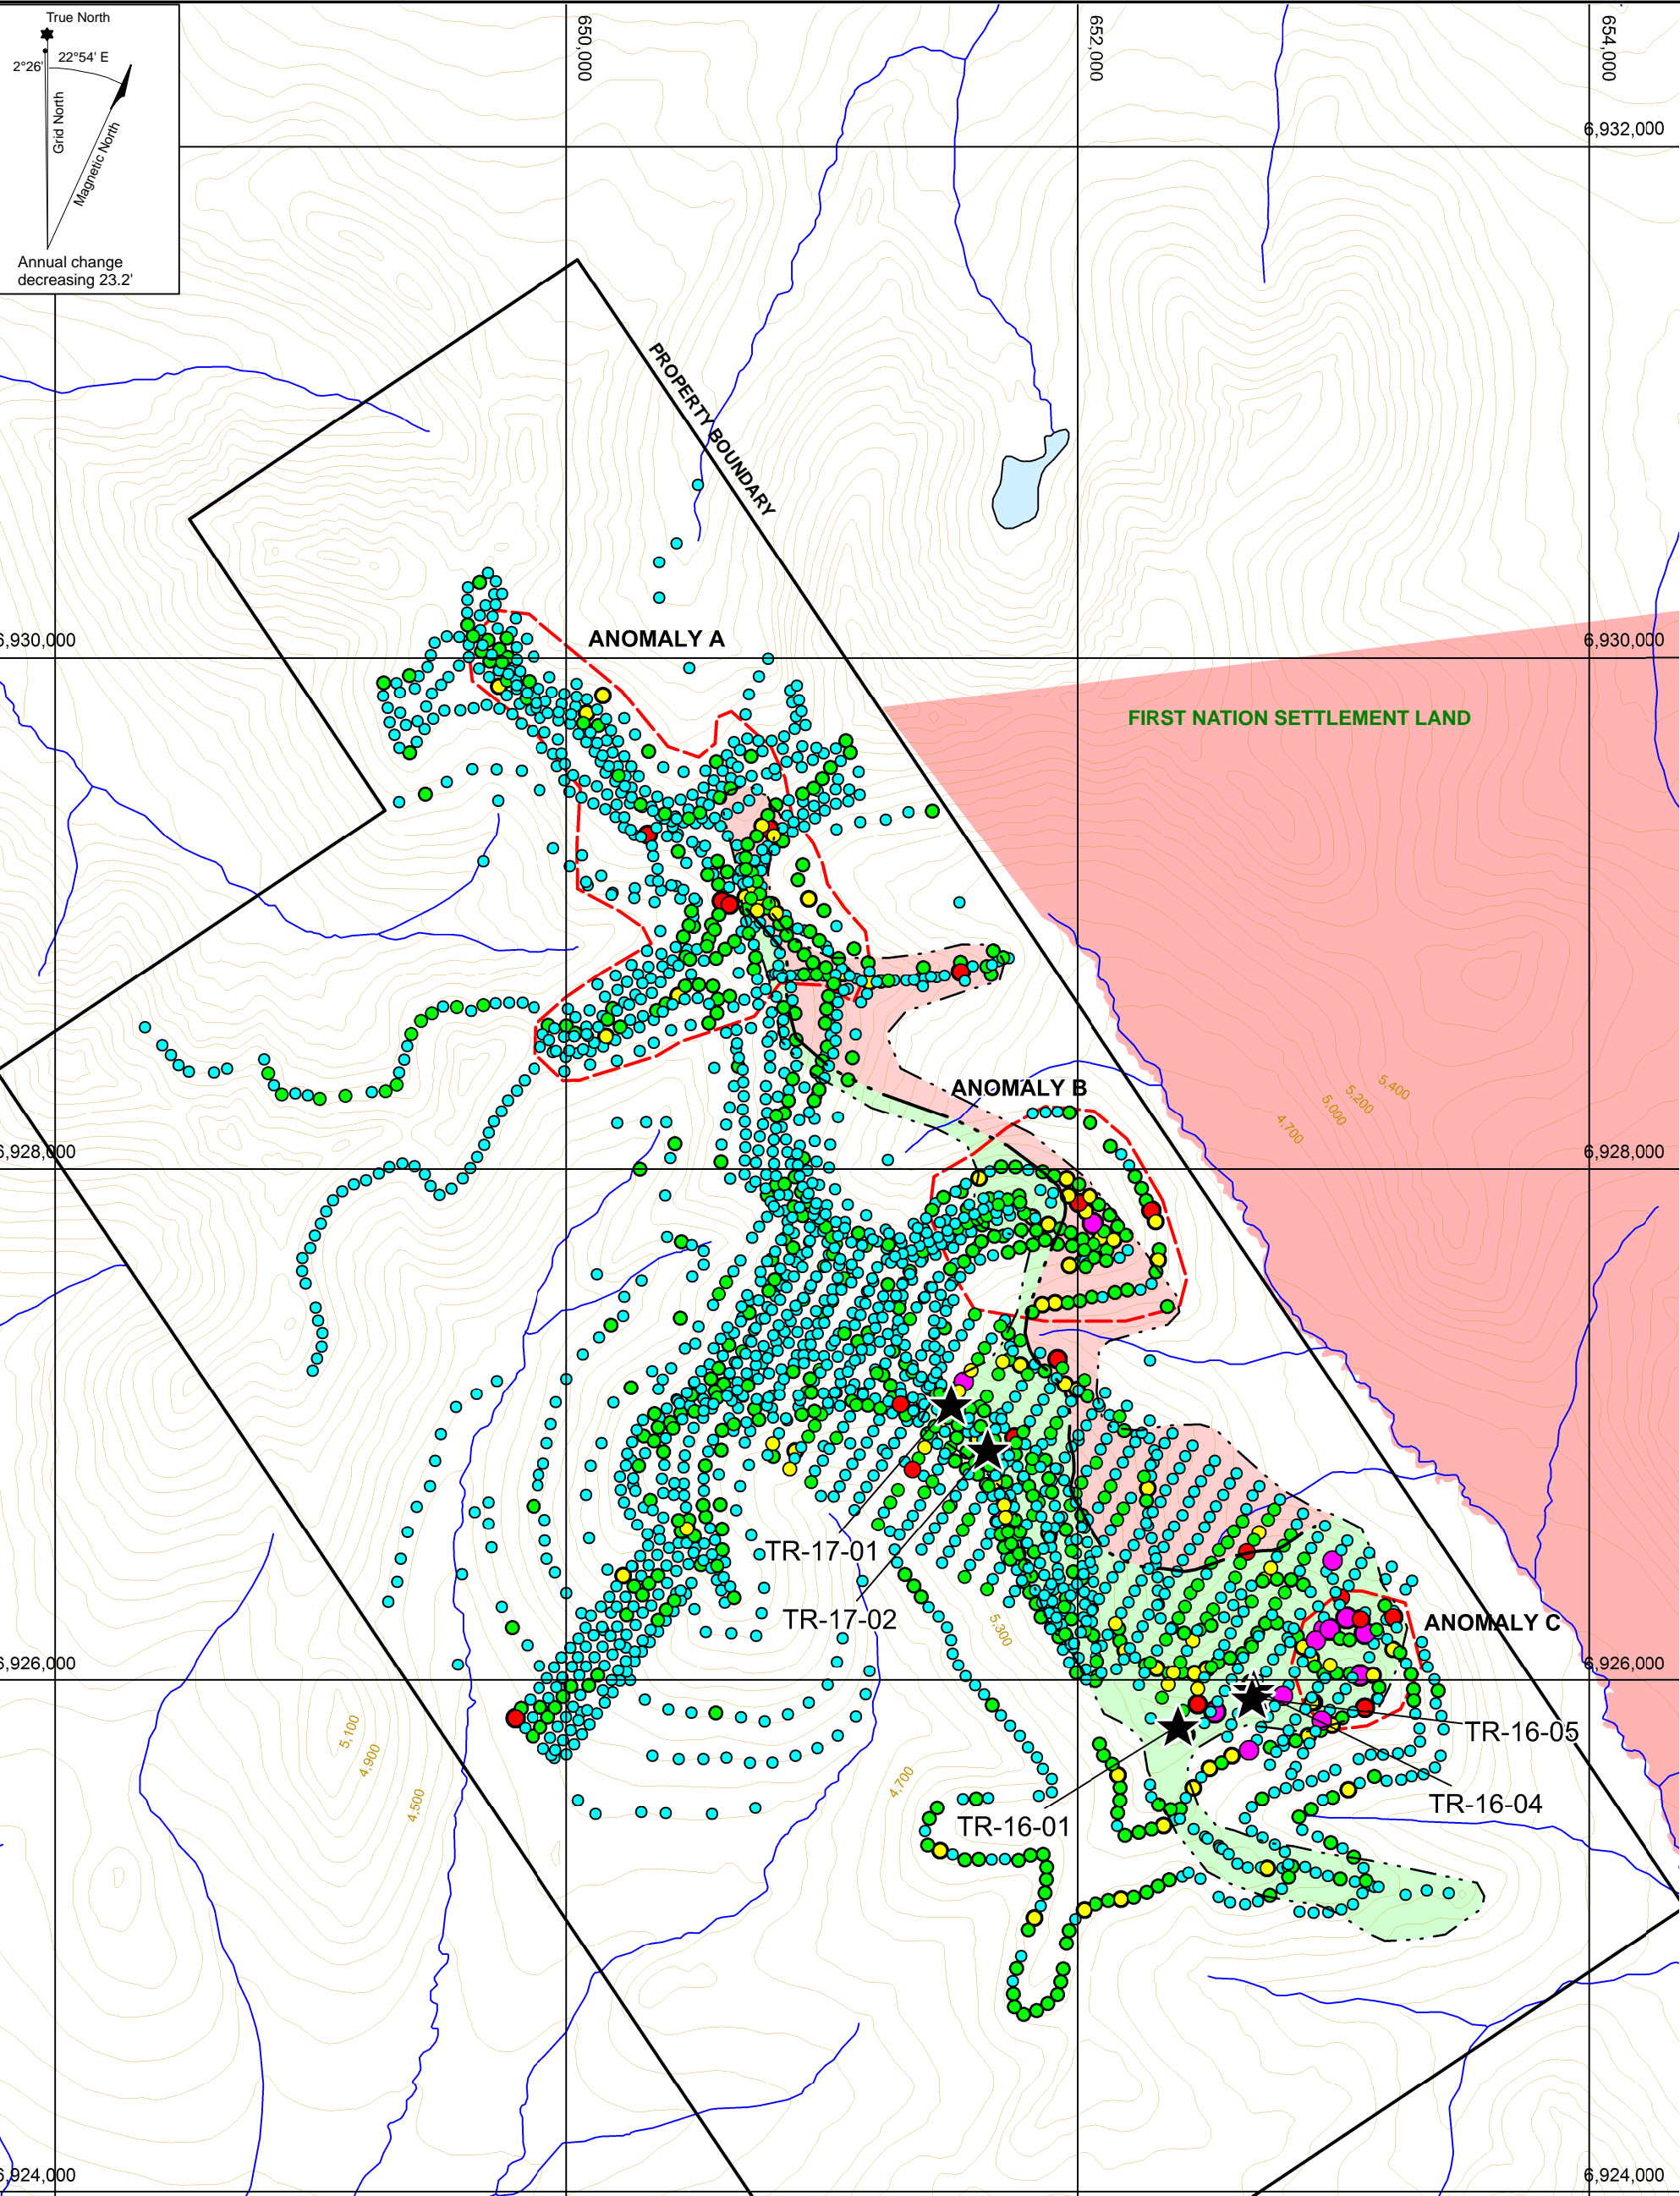 True North
2°26'
22°54' E
Grid North
Magnetic North
Annual change
decreasing 23.2'
650,000
652,000
654,000
6,932,000
PROPERTY BOUNDARY
6,930,000
ANOMALY A
6,930,000
FIRST NATION SETTLEMENT LAND
ANOMALY B
5,400
5,200
5,000
4,700
6,928,000
6,928,000
TR-17-01
TR-17-02
5,300
ANOMALY C
6,926,000
6,926,000
5,100
4,900
4,500
4,700
TR-16-05
TR-16-04
TR-16-01
6,924,000
6,924,000